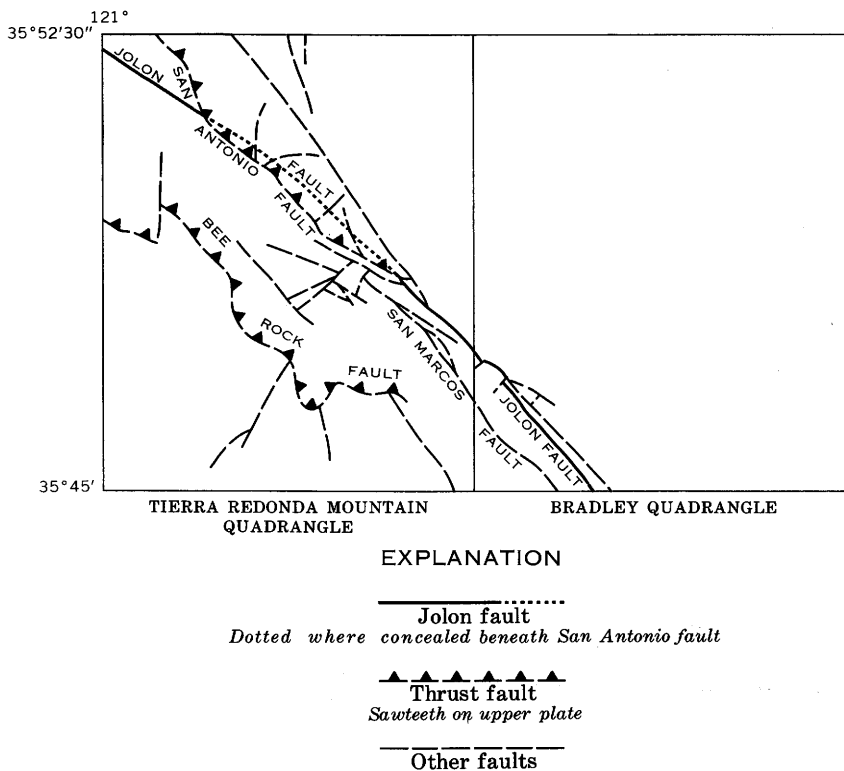 121°
35°52′30″
JOLON
SAN
ANTONIO
FAULT
FAULT
BEE
ROCK
FAULT
SAN MARCOS
FAULT
JOLON FAULT
35°45′
TIERRA REDONDA MOUNTAIN
QUADRANGLE
BRADLEY QUADRANGLE
EXPLANATION
Jolon fault
Dotted where concealed beneath San Antonio fault
Thrust fault
Sawteeth on upper plate
Other faults